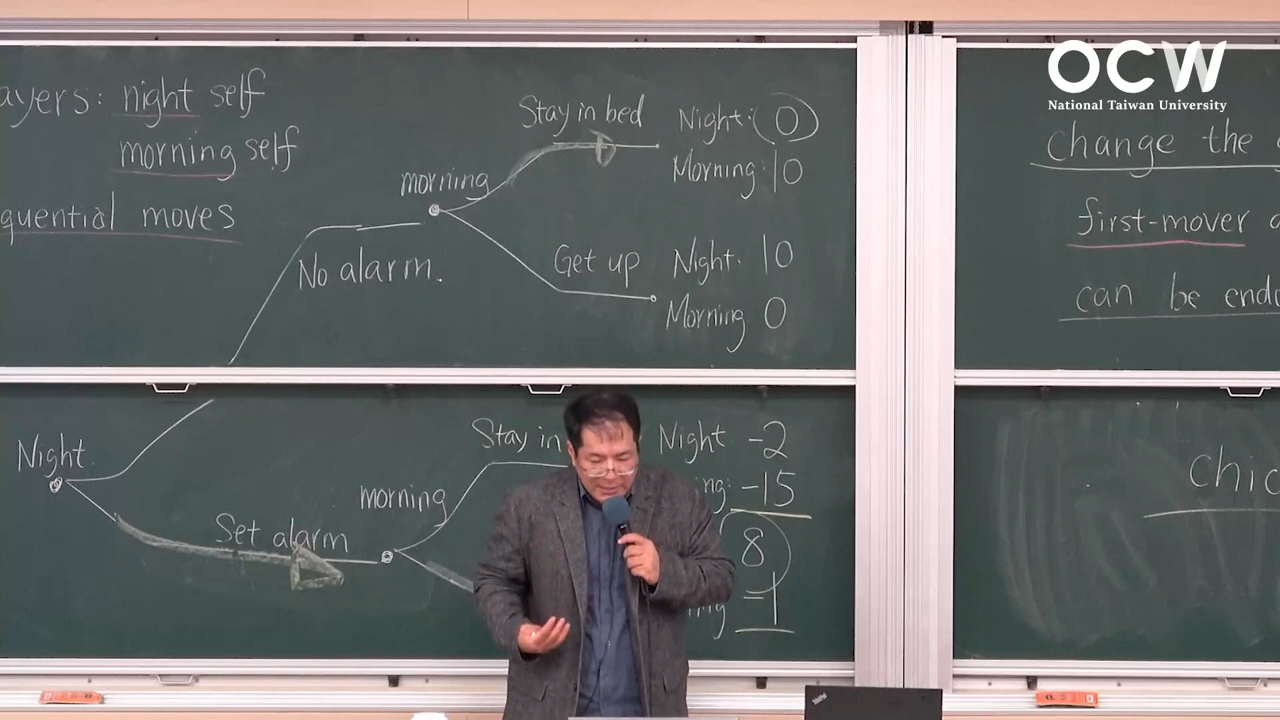 OCW
National Taiwan University
ayers: night self
morning self
quential moves
morning
No alarm.
Stay in bed
Night: 0
Morning: 10
Get up
Night: 10
Morning 0
Night
Set alarm
morning
Stay in
Night -2
ng: -15
8
-1
change the
first-mover
can be end
chic